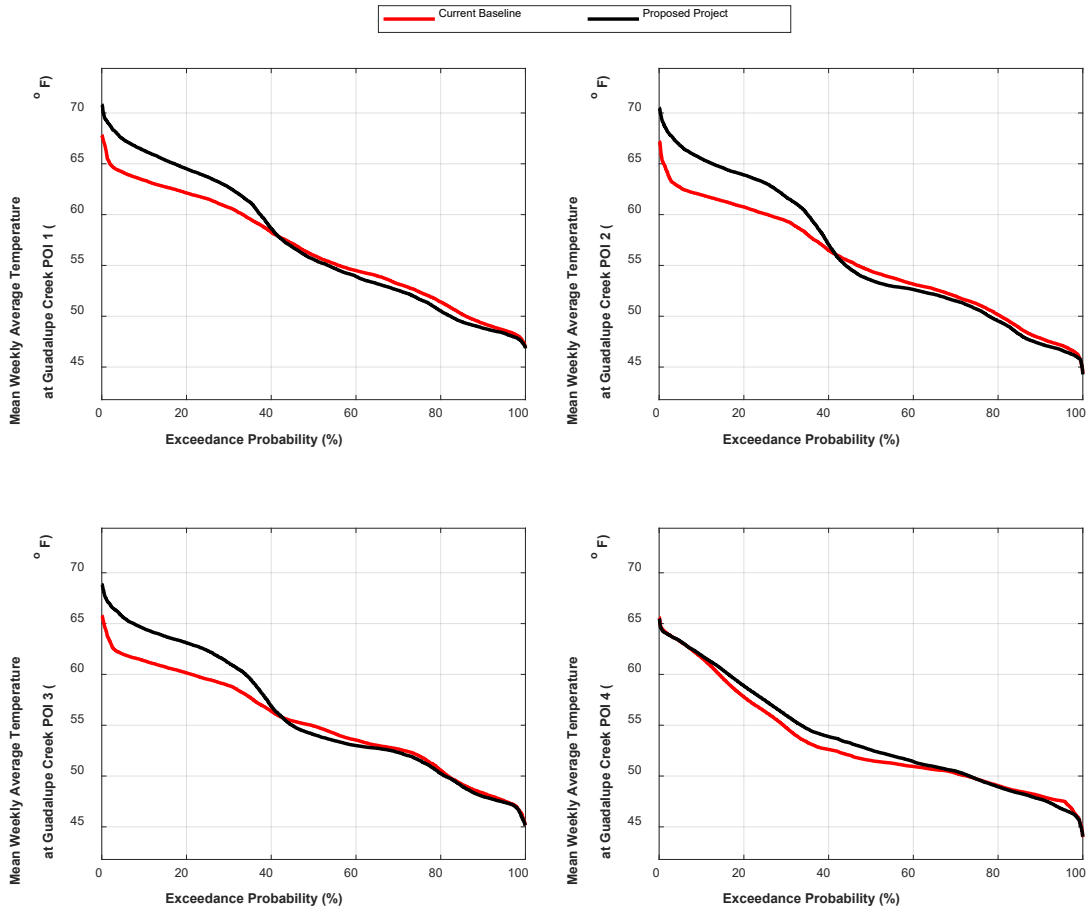 Current Baseline
Proposed Project
Mean Weekly Average Temperature
at Guadalupe Creek POI 1 (
o F)
70
65
60
55
50
45
0 20 40 60 80 100
Exceedance Probability (%)
Mean Weekly Average Temperature
at Guadalupe Creek POI 2 (
o F)
70
65
60
55
50
45
0 20 40 60 80 100
Exceedance Probability (%)
Mean Weekly Average Temperature
at Guadalupe Creek POI 3 (
o F)
70
65
60
55
50
45
0 20 40 60 80 100
Exceedance Probability (%)
Mean Weekly Average Temperature
at Guadalupe Creek POI 4 (
o F)
70
65
60
55
50
45
0 20 40 60 80 100
Exceedance Probability (%)